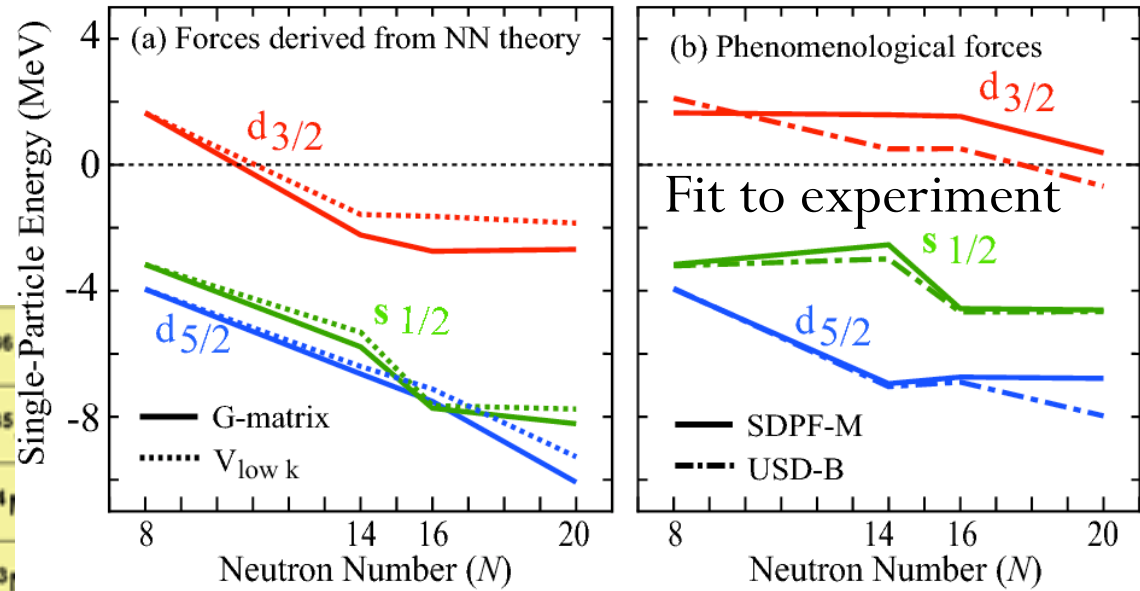 (a) Forces derived from NN theory
(b) Phenomenological forces
Single-Particle Energy (MeV)
4
0
-4
-8
d3/2
s 1/2
d5/2
G-matrix
Vlow k
8
14
16
20
Neutron Number (N)
d3/2
Fit to experiment
s 1/2
d5/2
SDPF-M
USD-B
8
14
16
20
Neutron Number (N)